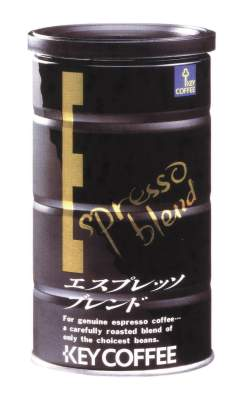 KEY
COFFEE
Espresso
blend
エスプレッソ
ブレンド
For genuine espresso coffee…
a carefully roasted blend of
only the choicest beans.
KEY COFFEE